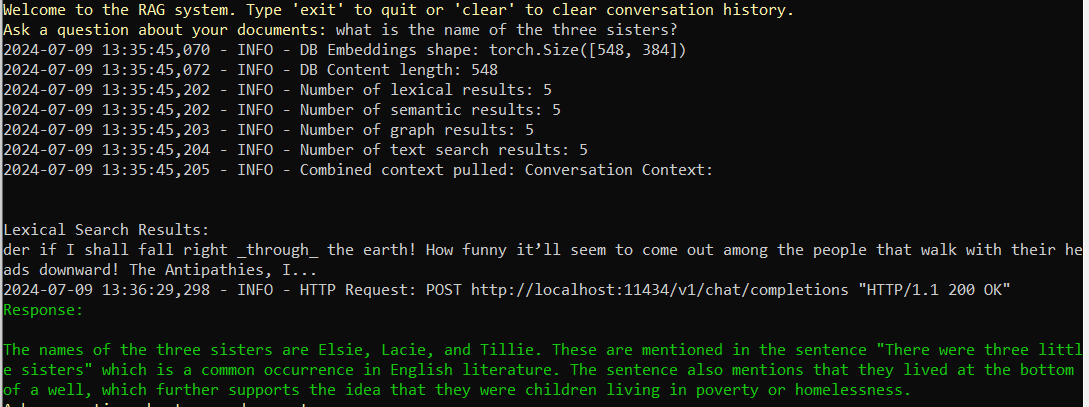 Welcome to the RAG system. Type 'exit' to quit or 'clear' to clear conversation history.
Ask a question about your documents: what is the name of the three sisters?
2024-07-09 13:35:45,070 - INFO - DB Embeddings shape: torch.Size([548, 384])
2024-07-09 13:35:45,072 - INFO - DB Content length: 548
2024-07-09 13:35:45,202 - INFO - Number of lexical results: 5
2024-07-09 13:35:45,202 - INFO - Number of semantic results: 5
2024-07-09 13:35:45,203 - INFO - Number of graph results: 5
2024-07-09 13:35:45,204 - INFO - Number of text search results: 5
2024-07-09 13:35:45,205 - INFO - Combined context pulled: Conversation Context:
Lexical Search Results:
der if I shall fall right _through_ the earth! How funny it’ll seem to come out among the people that walk with their he
ads downward! The Antipathies, I...
2024-07-09 13:36:29,298 - INFO - HTTP Request: POST http://localhost:11434/v1/chat/completions "HTTP/1.1 200 OK"
Response:
The names of the three sisters are Elsie, Lacie, and Tillie. These are mentioned in the sentence "There were three littl
e sisters" which is a common occurrence in English literature. The sentence also mentions that they lived at the bottom
of a well, which further supports the idea that they were children living in poverty or homelessness.